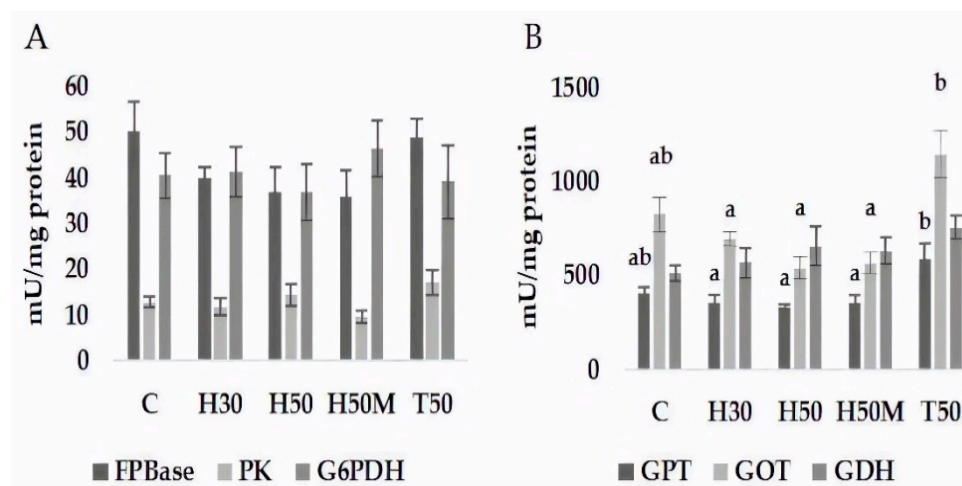 A
mU/mg protein
60
50
40
30
20
10
0
C H30 H50 H50M T50
FPBase PK G6PDH
B
mU/mg protein
1500
1000
500
0
ab ab
a a
a a
a a
b b
C H30 H50 H50M T50
GPT GOT GDH